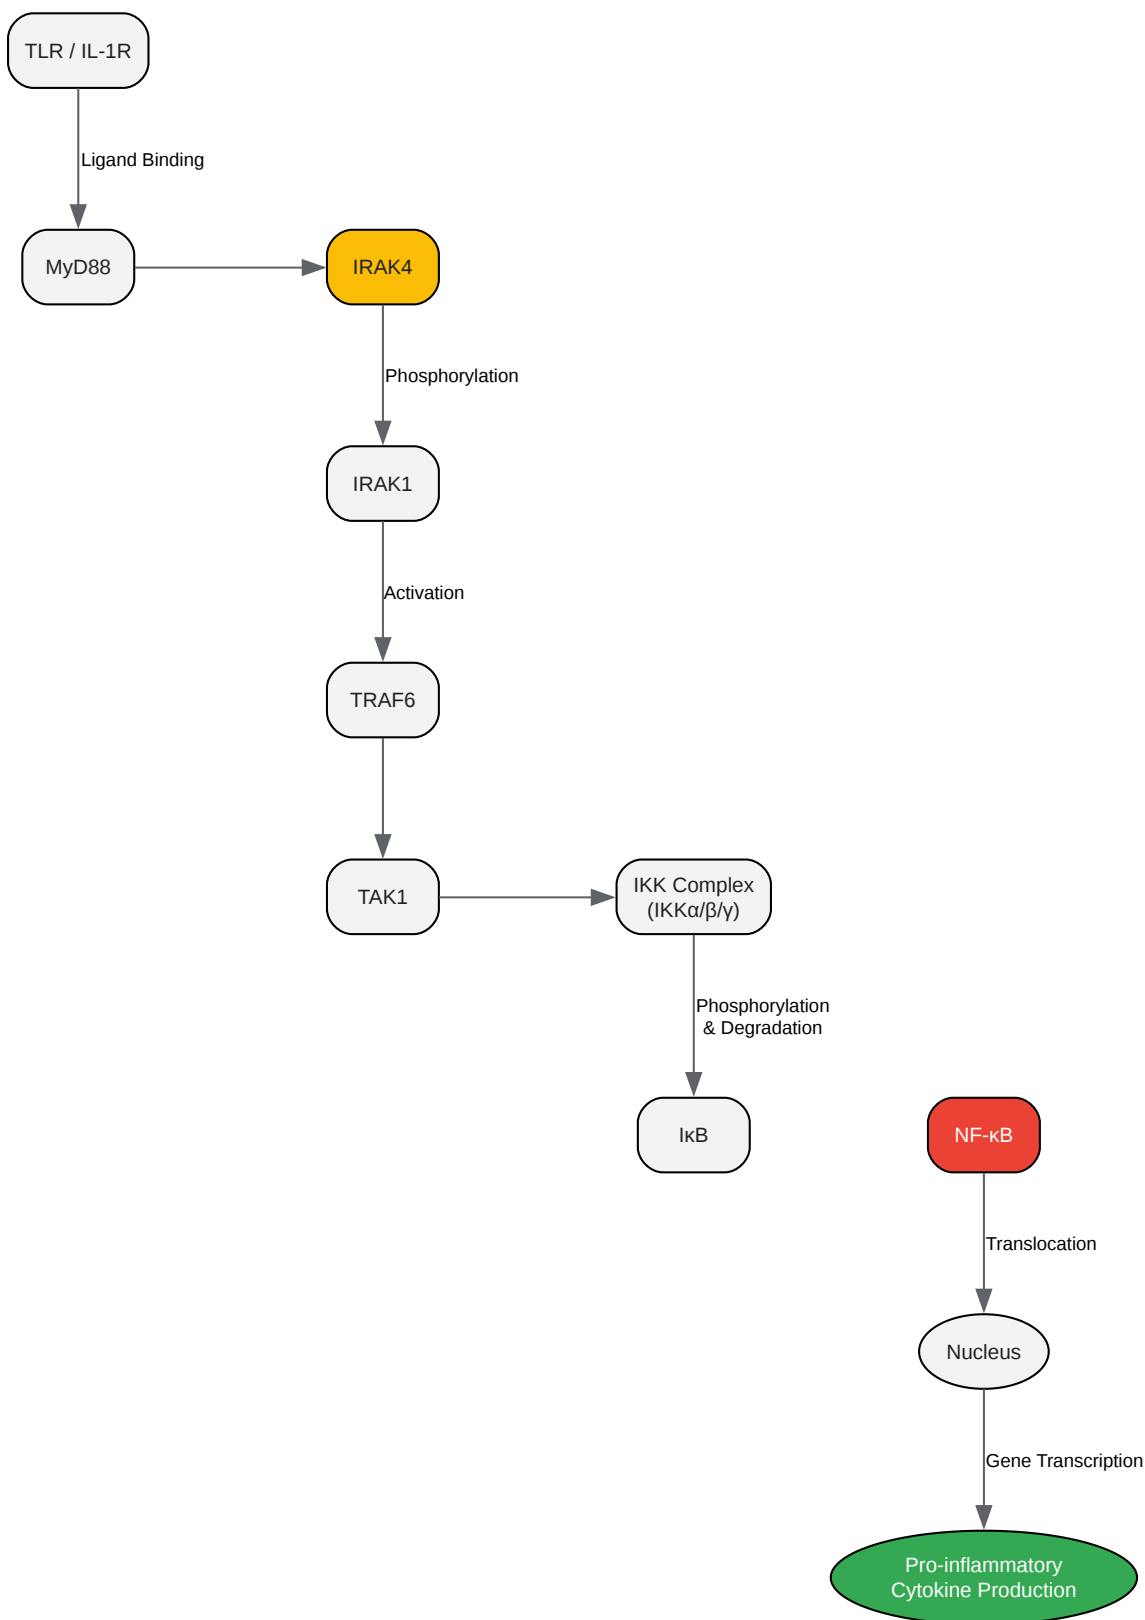 TLR / IL-1R
Ligand Binding
MyD88
IRAK4
Phosphorylation
IRAK1
Activation
TRAF6
TAK1
IKK Complex
(IKKα/β/γ)
Phosphorylation
& Degradation
IκB
NF-κB
Translocation
Nucleus
Gene Transcription
Pro-inflammatory
Cytokine Production